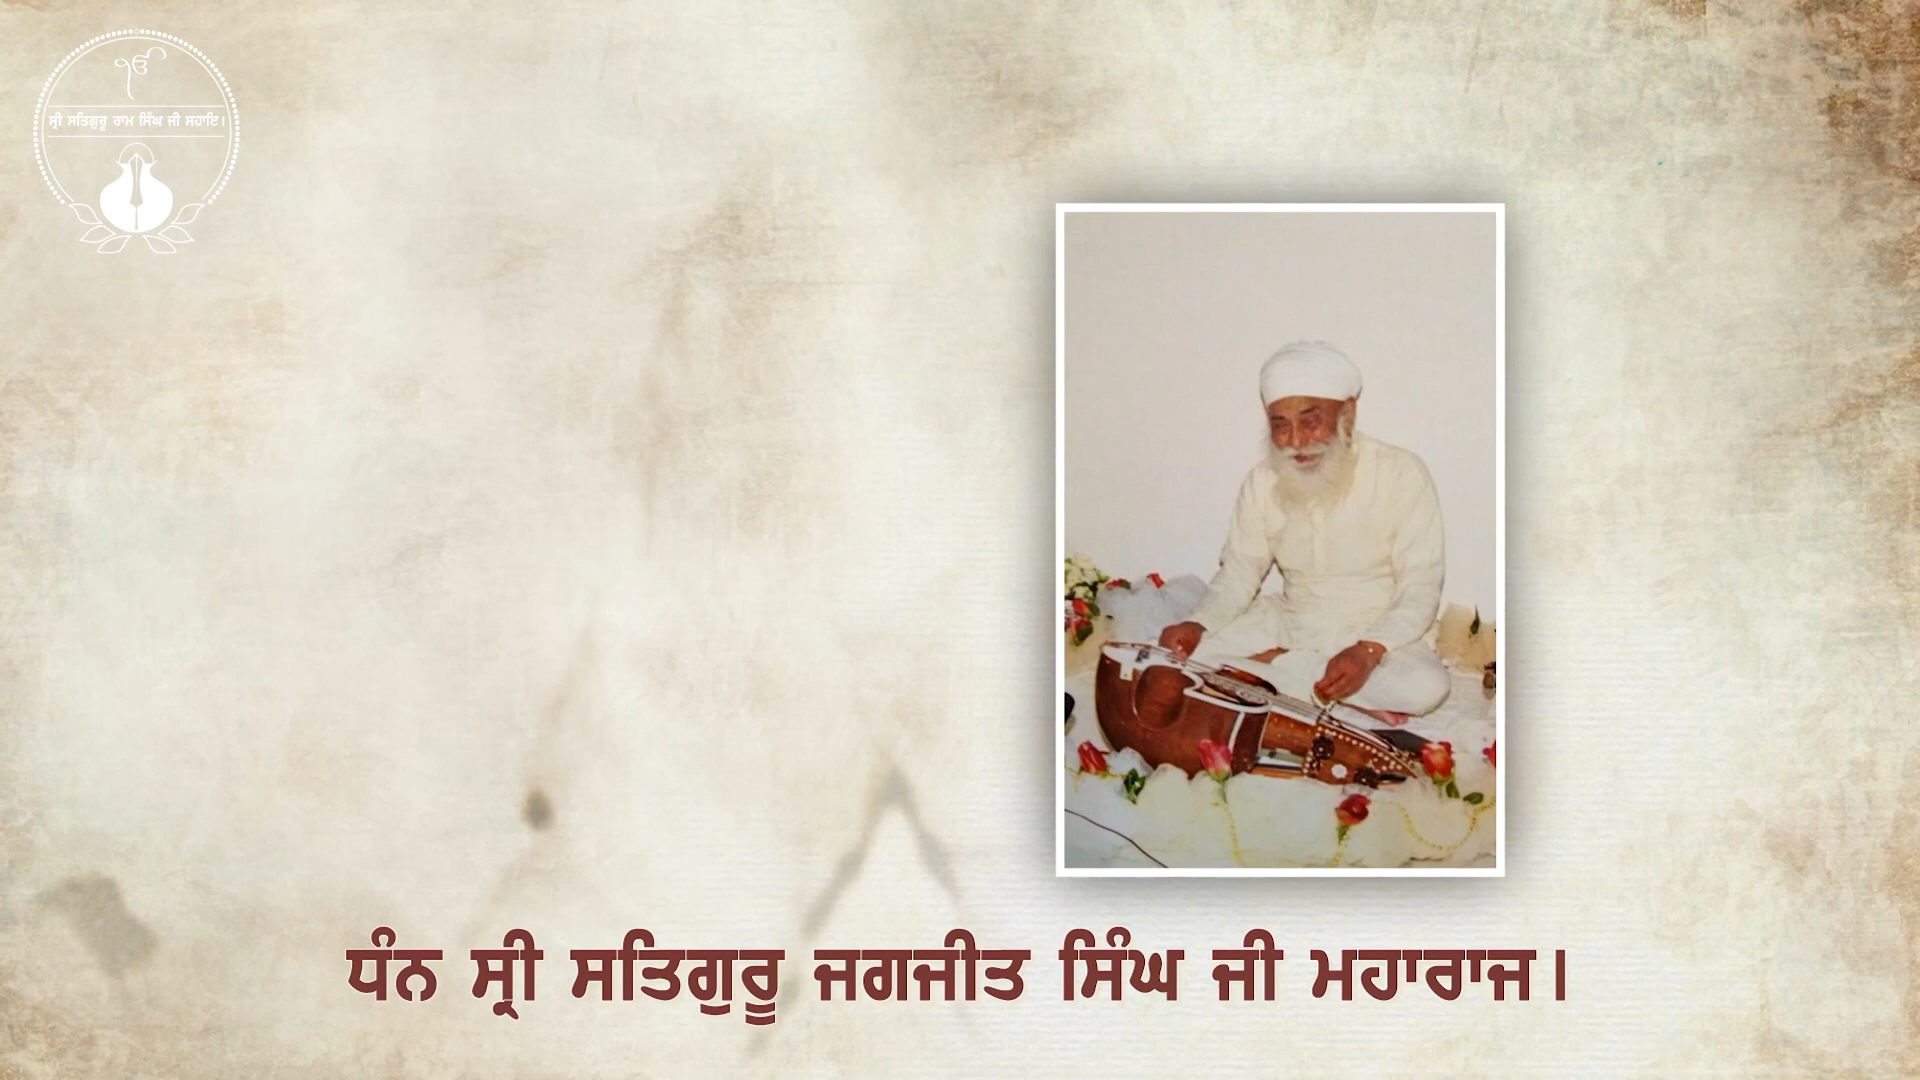 ੴ
ਸ੍ਰੀ ਸਤਿਗੁਰੂ ਰਾਮ ਸਿੰਘ ਜੀ ਸਹਾਇ।
ਧੰਨ ਸ੍ਰੀ ਸਤਿਗੁਰੂ ਜਗਜੀਤ ਸਿੰਘ ਜੀ ਮਹਾਰਾਜ।